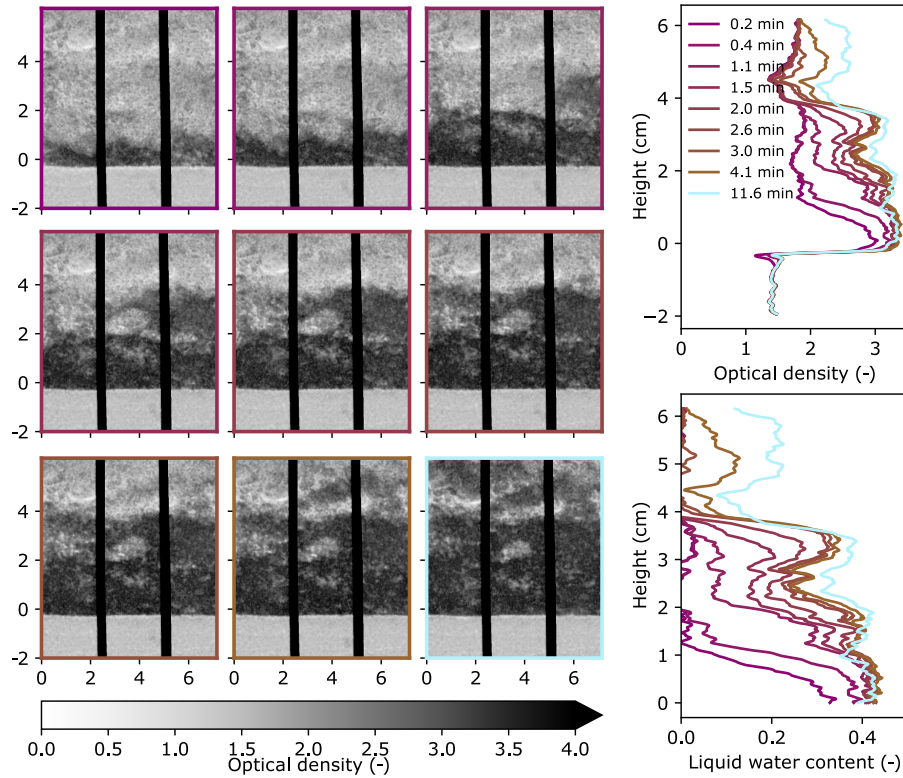 4
2
0
-2
4
2
0
-2
4
2
0
-2
0 2 4 6 0 2 4 6 0 2 4 6
0.0 0.5 1.0 1.5 2.0 2.5 3.0 3.5 4.0
Optical density (-)
6
4
2
0
−2
Height (cm)
0.2 min
0.4 min
1.1 min
1.5 min
2.0 min
2.6 min
3.0 min
4.1 min
11.6 min
0 1 2 3
Optical density (-)
6
5
4
3
2
1
0
Height (cm)
0.0 0.2 0.4
Liquid water content (-)